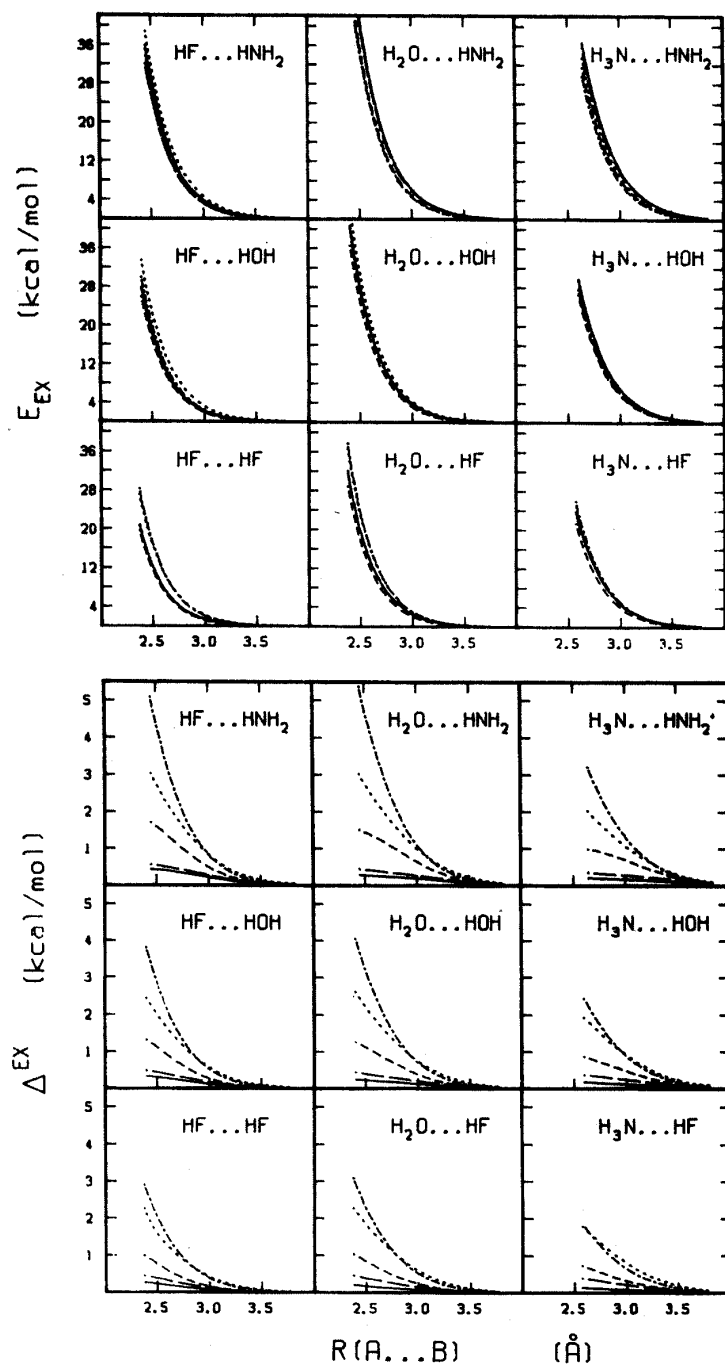 HF...HNH₂ H₂O...HNH₂ H₃N...HNH₂
36
28
20
12
4
HF...HOH H₂O...HOH H₃N...HOH
36
28
20
12
4
HF...HF H₂O...HF H₃N...HF
36
28
20
12
4
E_EX (kcal/mol)
2.5 3.0 3.5 2.5 3.0 3.5 2.5 3.0 3.5
HF...HNH₂ H₂O...HNH₂ H₃N...HNH₂
5
4
3
2
1
HF...HOH H₂O...HOH H₃N...HOH
5
4
3
2
1
HF...HF H₂O...HF H₃N...HF
5
4
3
2
1
Δ^EX (kcal/mol)
2.5 3.0 3.5 2.5 3.0 3.5 2.5 3.0 3.5
R(A...B) (Å)